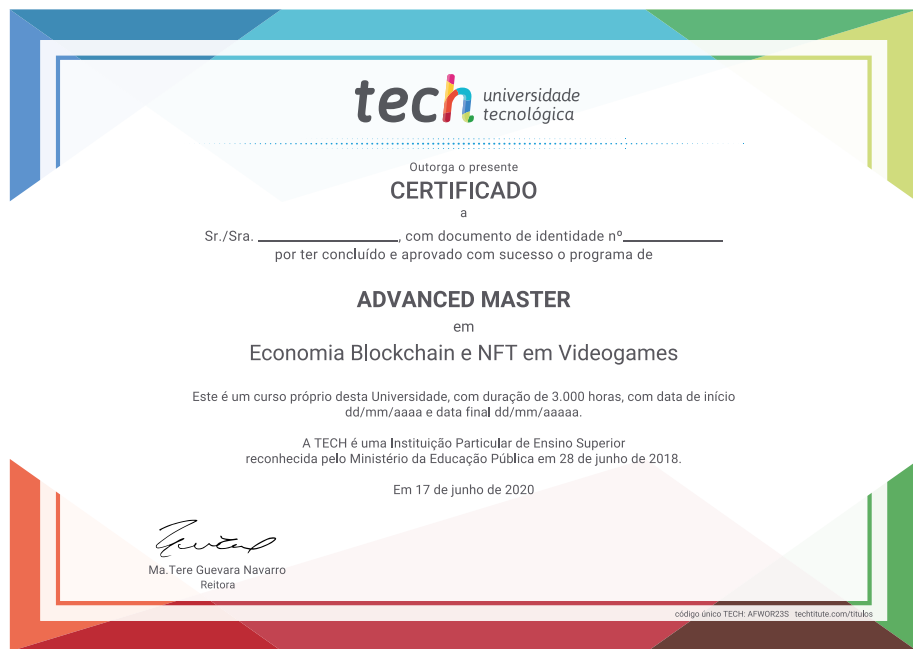 tech universidade
tecnológica
Outorga o presente
CERTIFICADO
a
Sr./Sra. ____________________, com documento de identidade nº______________
por ter concluído e aprovado com sucesso o programa de
ADVANCED MASTER
em
Economia Blockchain e NFT em Videogames
Este é um curso próprio desta Universidade, com duração de 3.000 horas, com data de início
dd/mm/aaaa e data final dd/mm/aaaaa.
A TECH é uma Instituição Particular de Ensino Superior
reconhecida pelo Ministério da Educação Pública em 28 de junho de 2018.
Em 17 de junho de 2020
Ma.Tere Guevara Navarro
Reitora
código único TECH: AFWOR23S techtitute.com/titulos